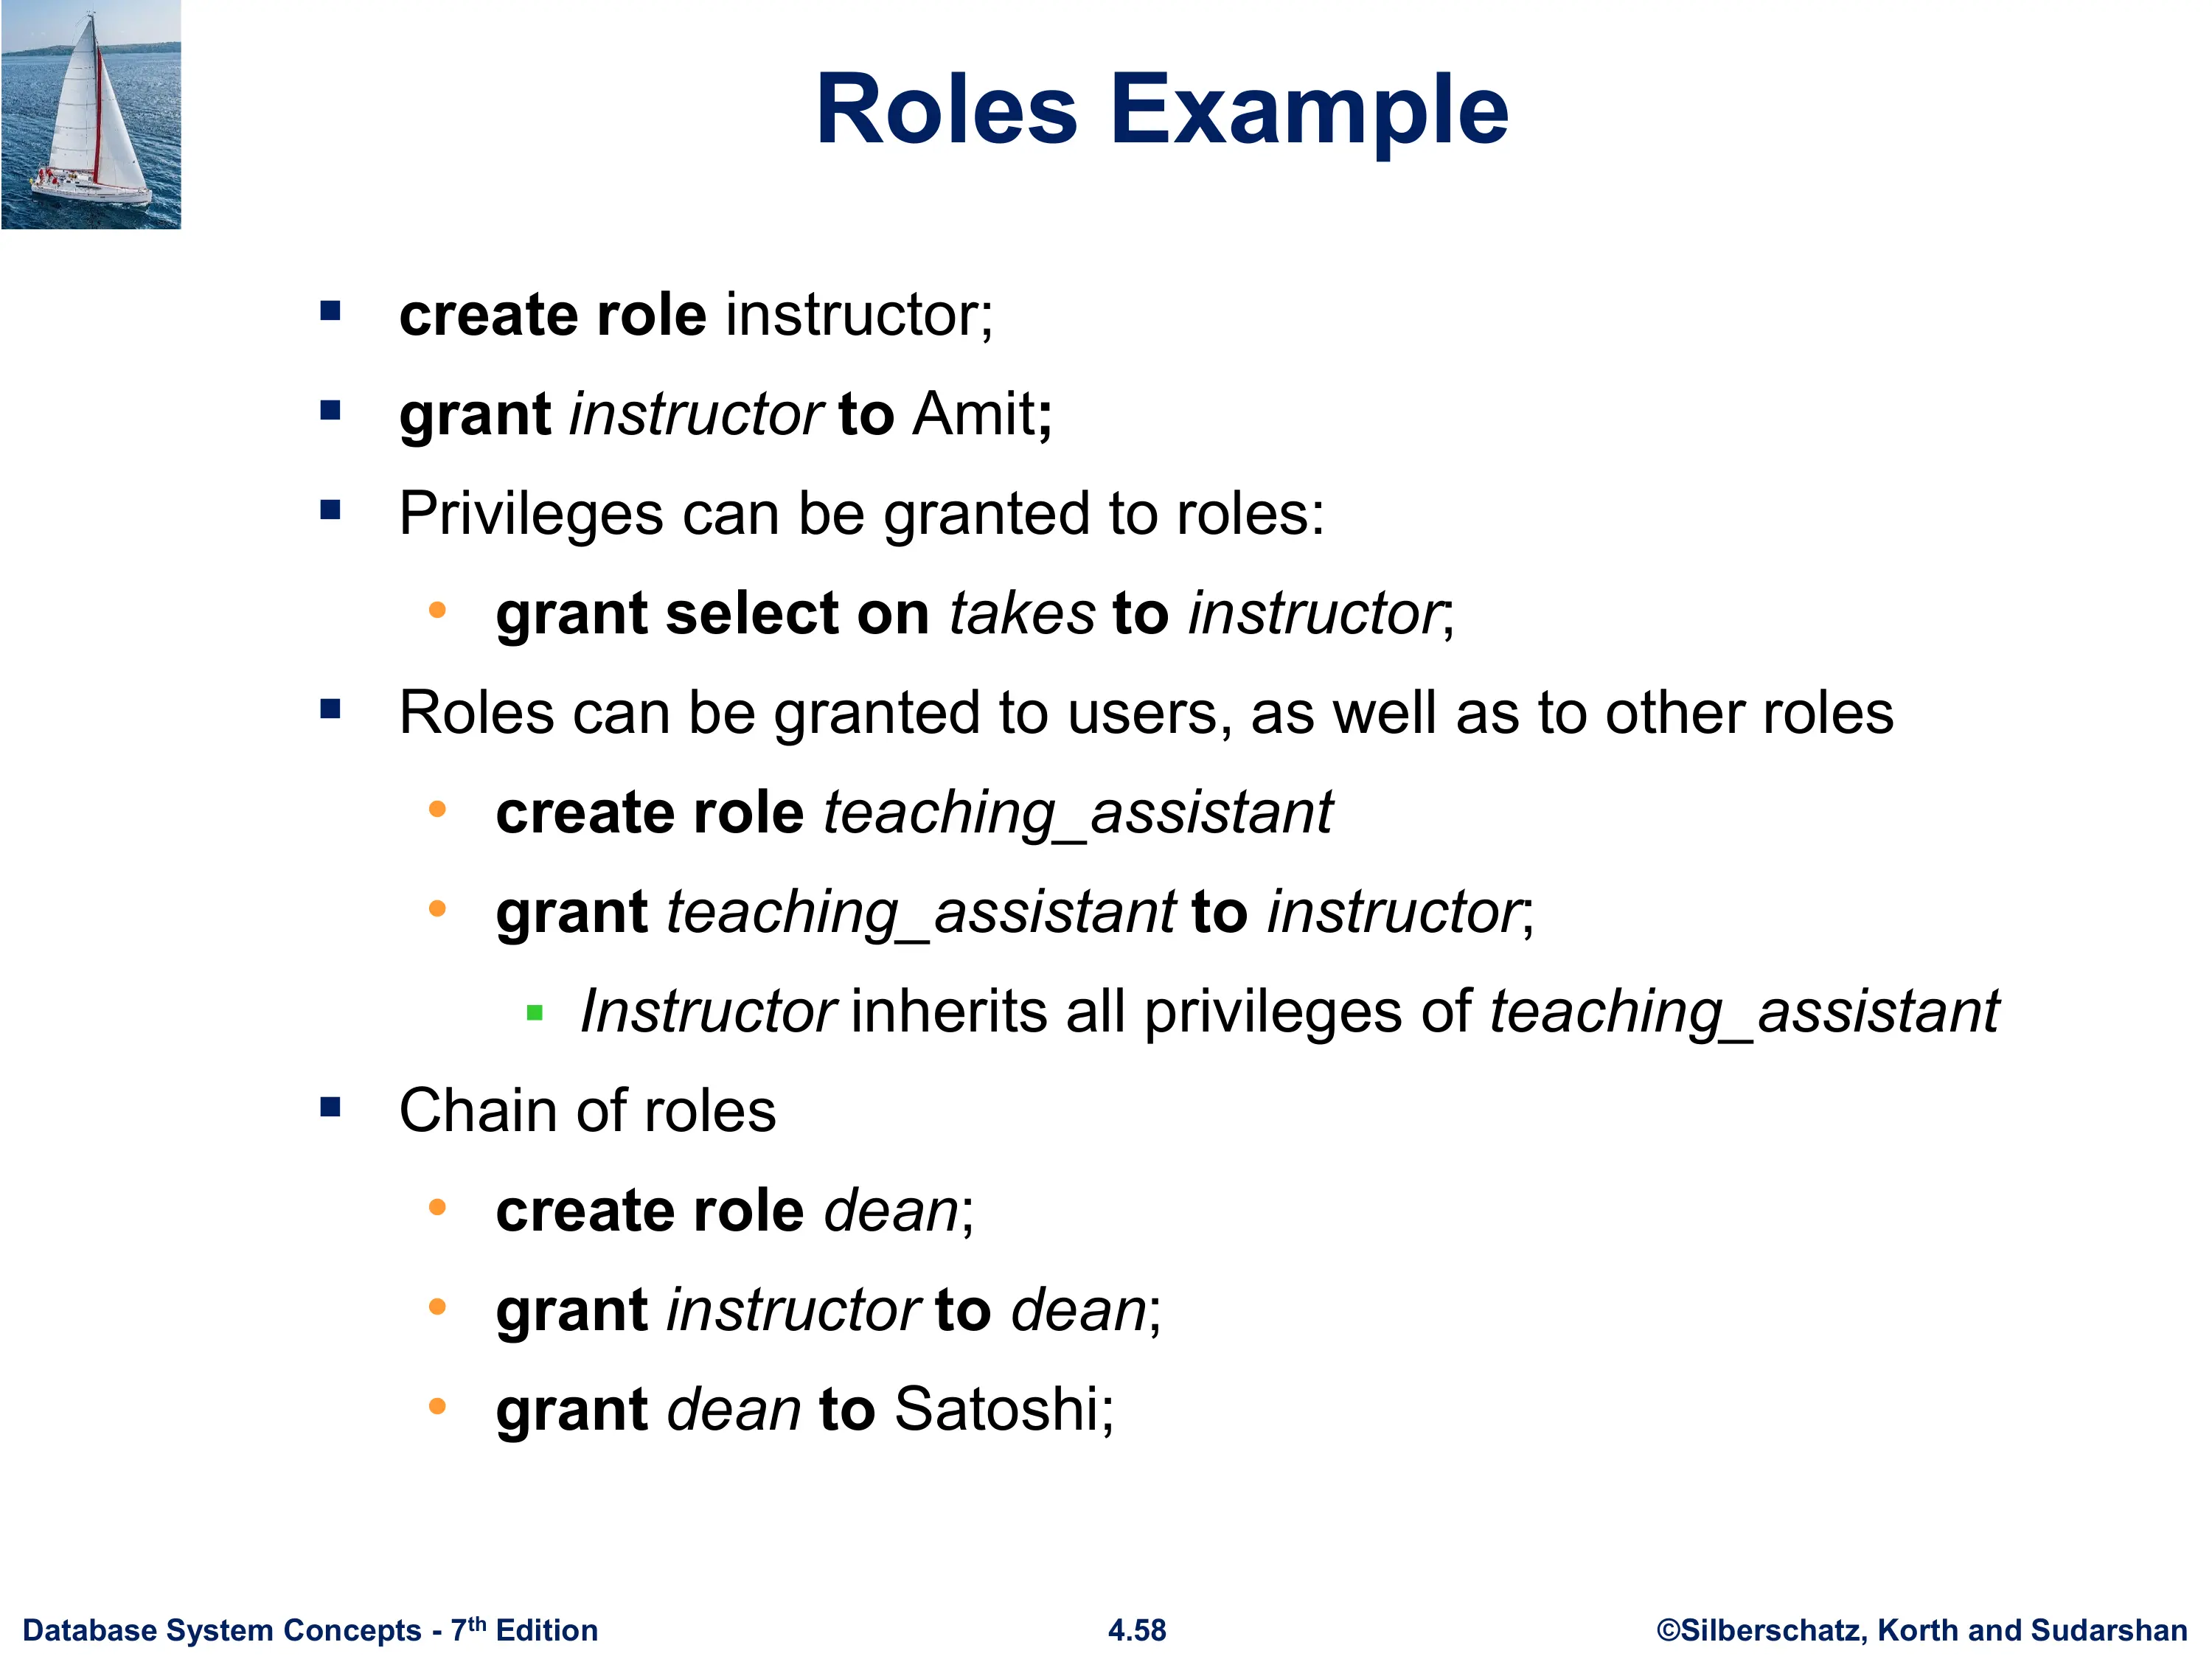 Roles Example
create role instructor;
grant instructor to Amit;
Privileges can be granted to roles:
grant select on takes to instructor;
Roles can be granted to users, as well as to other roles
create role teaching_assistant
grant teaching_assistant to instructor;
Instructor inherits all privileges of teaching_assistant
Chain of roles
create role dean;
grant instructor to dean;
grant dean to Satoshi;
Database System Concepts - 7th Edition
4.58
©Silberschatz, Korth and Sudarshan